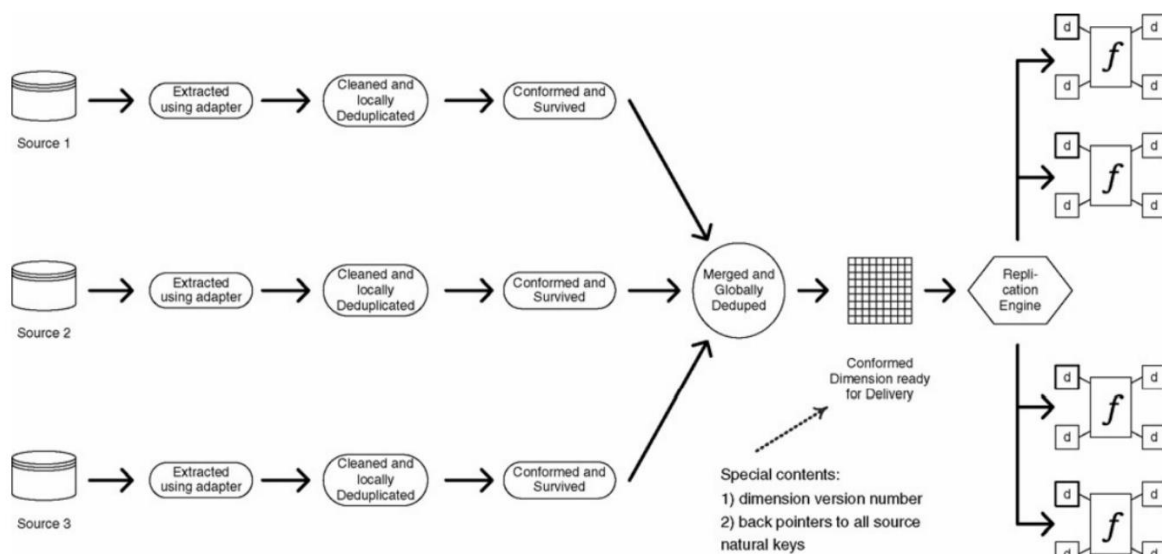 d
d
f
d
d
Source 1
Extracted
using adapter
Cleaned and
locally
Deduplicated
Conformed and
Survived
d
d
f
d
d
Source 2
Extracted
using adapter
Cleaned and
locally
Deduplicated
Conformed and
Survived
Merged and
Globally
Deduped
Conformed
Dimension ready
for Delivery
Repli-
cation
Engine
Special contents:
1) dimension version number
2) back pointers to all source
natural keys
d
d
f
d
d
Source 3
Extracted
using adapter
Cleaned and
locally
Deduplicated
Conformed and
Survived
d
d
f
d
d